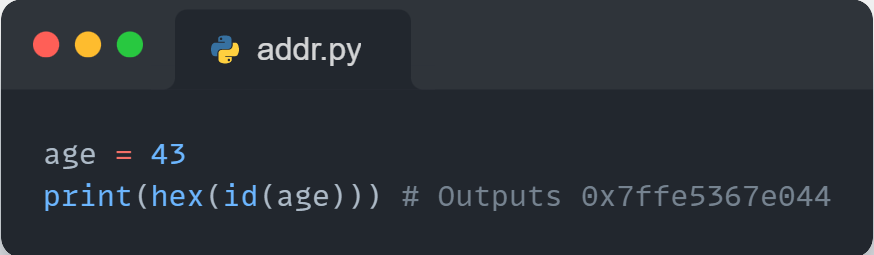 addr.py
age = 43
print(hex(id(age))) # Outputs 0x7ffe5367e044